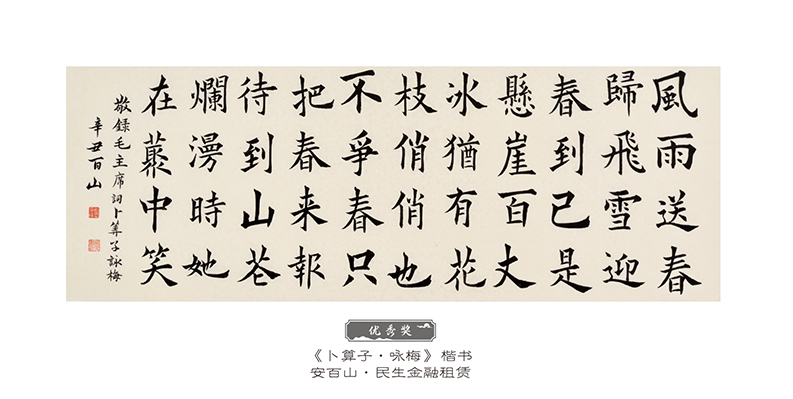 風雨送春
歸飛雪迎
春到已是
懸崖百丈
冰猶有花
枝俏俏也
不爭春只
把春来報
待到山芲
爛漫時她
在藂中笑
敬録毛主席詞卜筭子詠梅
辛丑百山
优秀奖
《卜算子·咏梅》楷书
安百山·民生金融租赁